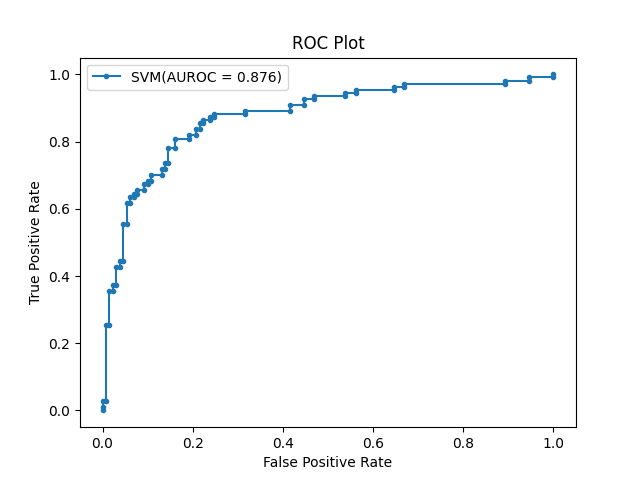 ROC Plot
SVM(AUROC = 0.876)
1.0
0.8
0.6
0.4
0.2
0.0
True Positive Rate
0.0 0.2 0.4 0.6 0.8 1.0
False Positive Rate